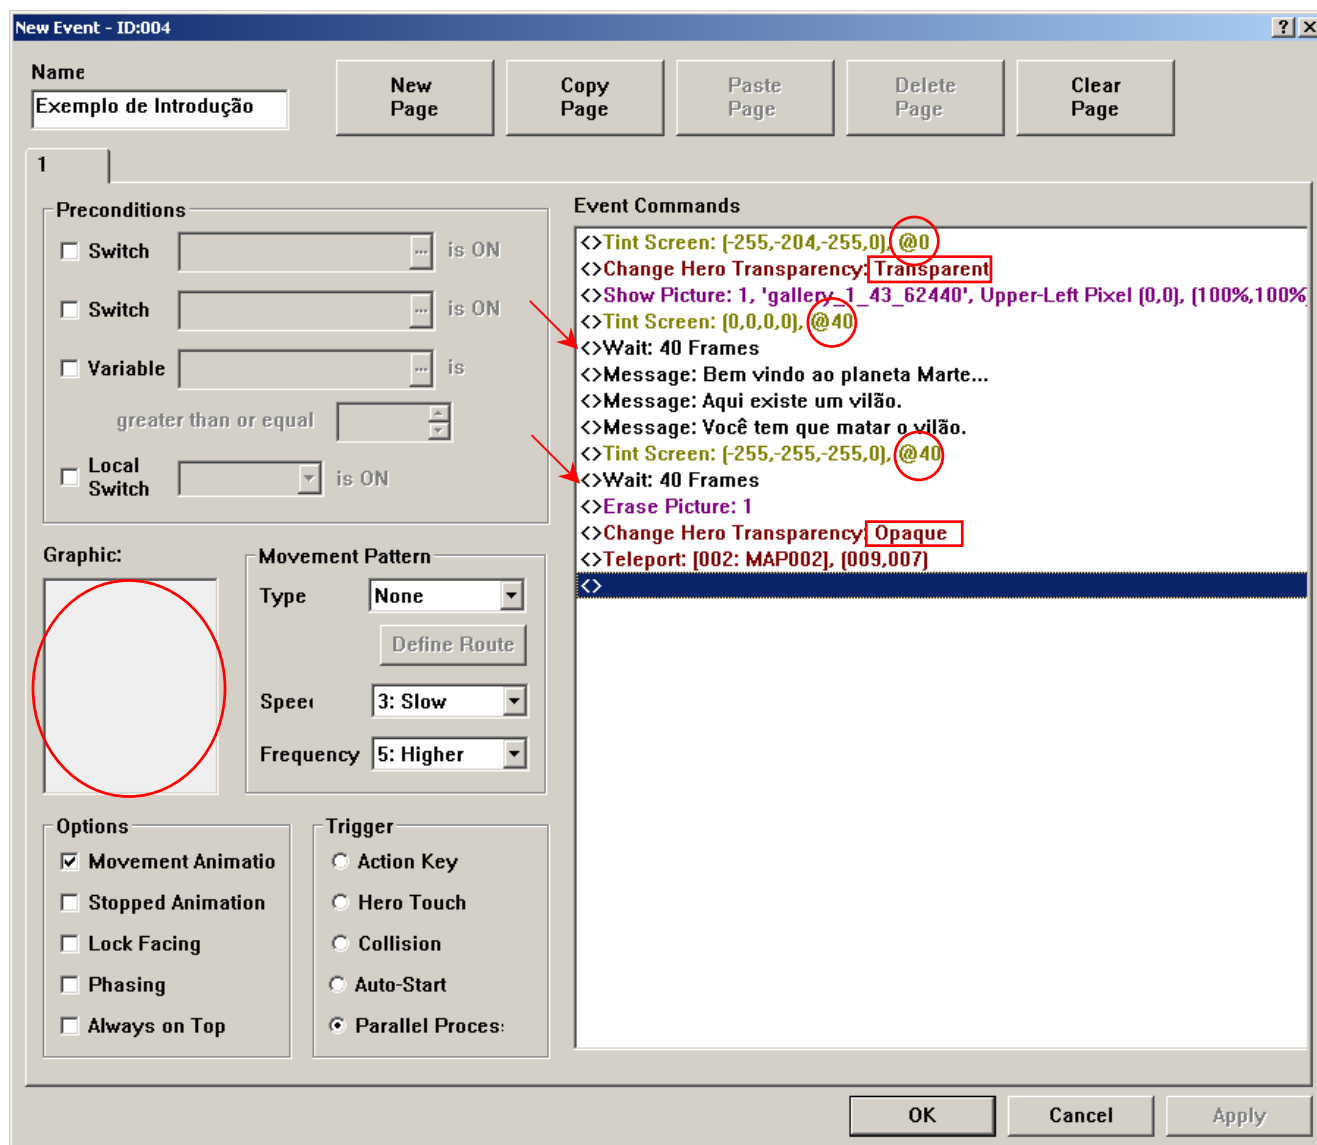 New Event - ID:004
Name
Exemplo de Introdução
New Page
Copy Page
Paste Page
Delete Page
Clear Page
1
Preconditions
Switch ... is ON
Switch ... is ON
Variable ... is
greater than or equal
Local Switch is ON
Graphic:
Movement Pattern
Type None
Define Route
Speed 3: Slow
Frequency 5: Higher
Options
Movement Animatio
Stopped Animation
Lock Facing
Phasing
Always on Top
Trigger
Action Key
Hero Touch
Collision
Auto-Start
Parallel Proces
Event Commands
<>Tint Screen: (-255,-204,-255,0), @0
<>Change Hero Transparency: Transparent
<>Show Picture: 1, 'gallery_1_43_62440', Upper-Left Pixel (0,0), (100%,100%)
<>Tint Screen: (0,0,0,0), @40
<>Wait: 40 Frames
<>Message: Bem vindo ao planeta Marte...
<>Message: Aqui existe um vilão.
<>Message: Você tem que matar o vilão.
<>Tint Screen: (-255,-255,-255,0), @40
<>Wait: 40 Frames
<>Erase Picture: 1
<>Change Hero Transparency: Opaque
<>Teleport: [002: MAP002], (009,007)
<>
OK
Cancel
Apply